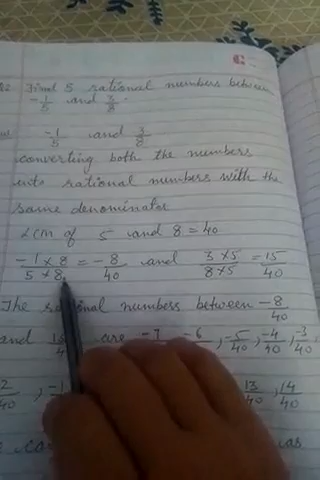 Find 5 rational numbers between
-1/5 and 3/8.
-1/5 and 3/8
converting both the numbers
into rational numbers with the
same denominator
LCM of 5 and 8 = 40
-1×8/5×8 = -8/40 and 3×5/8×5 = 15/40
The rational numbers between -8/40
and are -7 -6 , -5/40 , -4/40 , -3/40
2/40 , -1 13/40 , 14/40
as